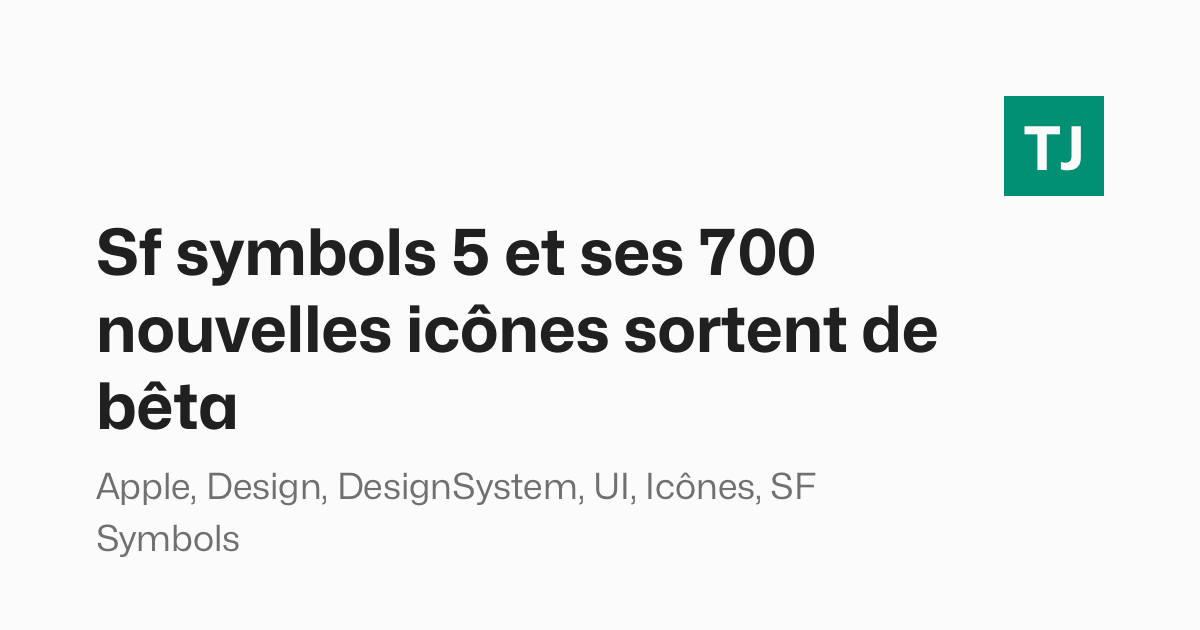 TJ
Sf symbols 5 et ses 700
nouvelles icônes sortent de
bêta
Apple, Design, DesignSystem, UI, Icônes, SF
Symbols